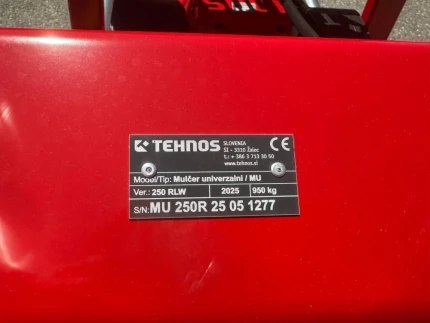 TEHNOS
SLOVENIA
SI - 3310 Žalec
t.: + 386 3 713 30 50
www.tehnos.si
CE
Model/Tip: Mulčer univerzalni / MU
Ver.: 250 RLW 2025 950 kg
S/N: MU 250R 25 05 1277